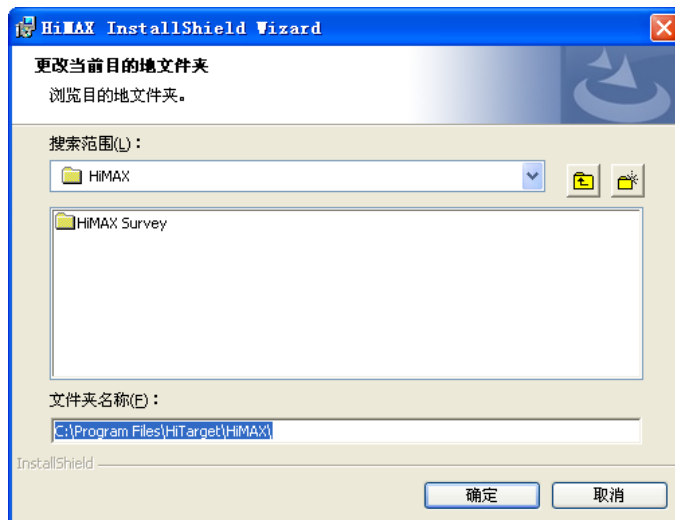 HiMAX InstallShield Wizard
更改当前目的地文件夹
浏览目的地文件夹。
搜索范围(L)：
HiMAX
HiMAX Survey
文件夹名称(F)：
C:\Program Files\HiTarget\HiMAX\
InstallShield
确定 取消